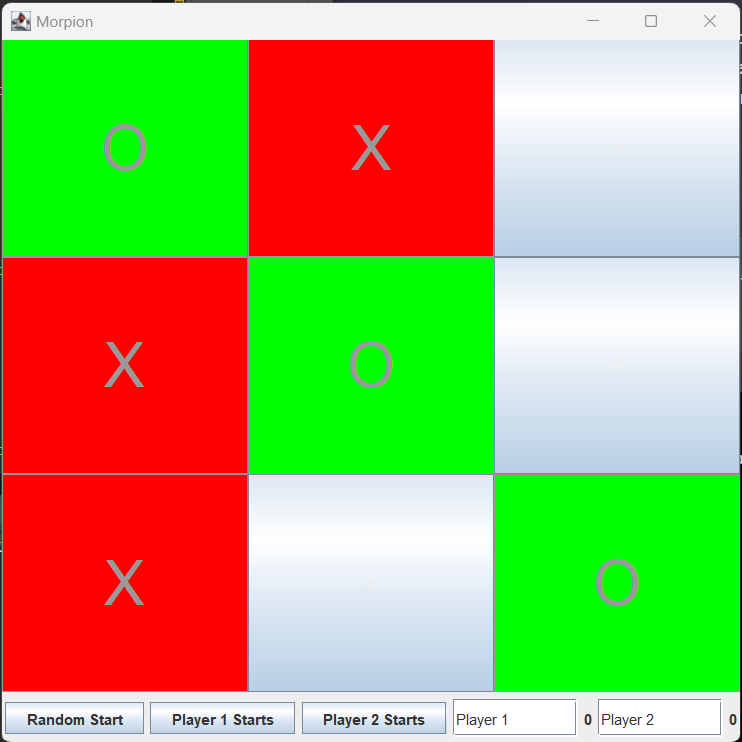 Morpion
O X
X O
X O
Random Start Player 1 Starts Player 2 Starts Player 1 0 Player 2 0